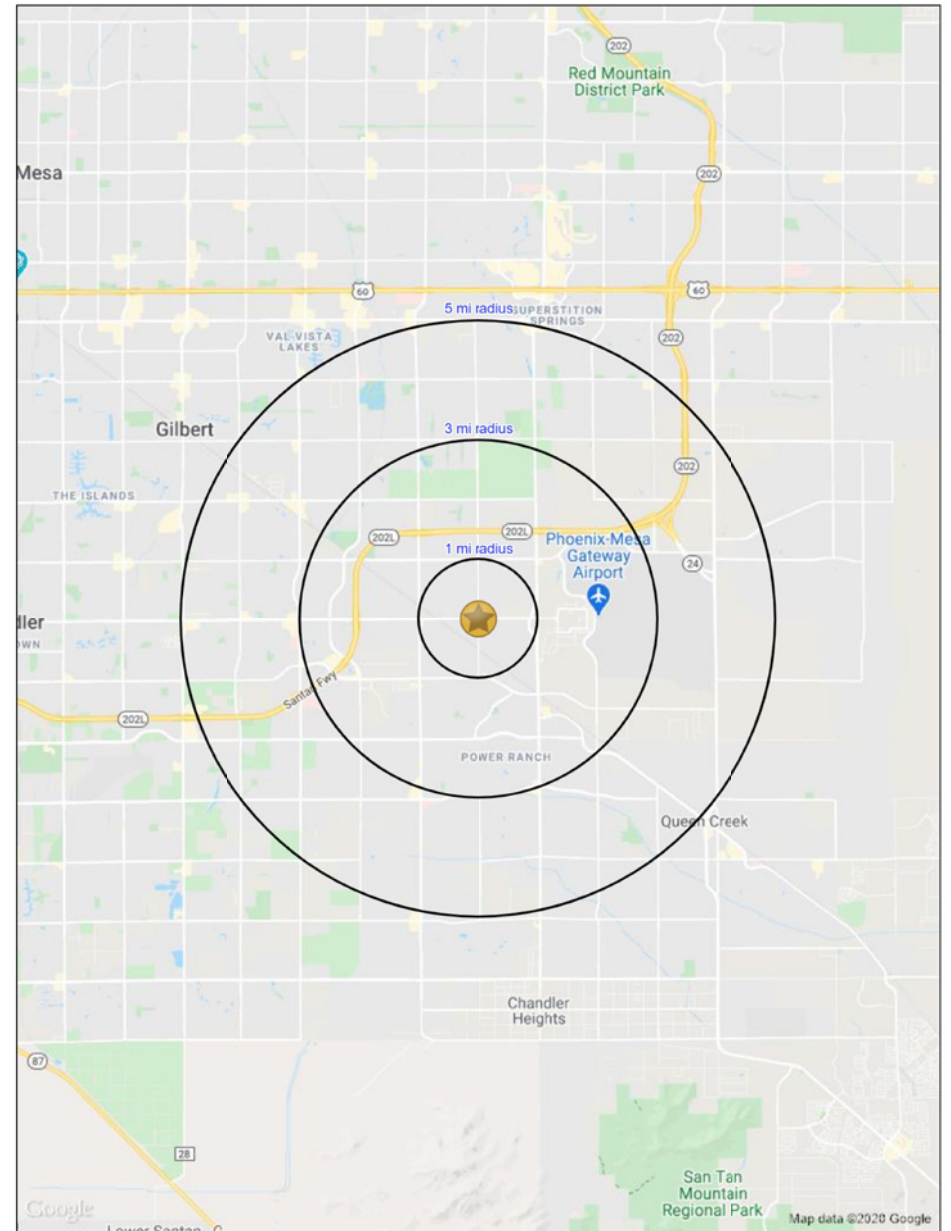 202
Red Mountain
District Park
Mesa
202
60
60
5 mi radius
SUPERSTITION
SPRINGS
VAL VISTA
LAKES
202
Gilbert
3 mi radius
202
THE ISLANDS
202L
202L
Phoenix-Mesa
Gateway
Airport
1 mi radius
24
dler
OWN
Santan Fwy
202L
POWER RANCH
Queen Creek
Chandler
Heights
87
28
San Tan
Mountain
Regional Park
Google
Map data ©2020 Google
Lower Santan